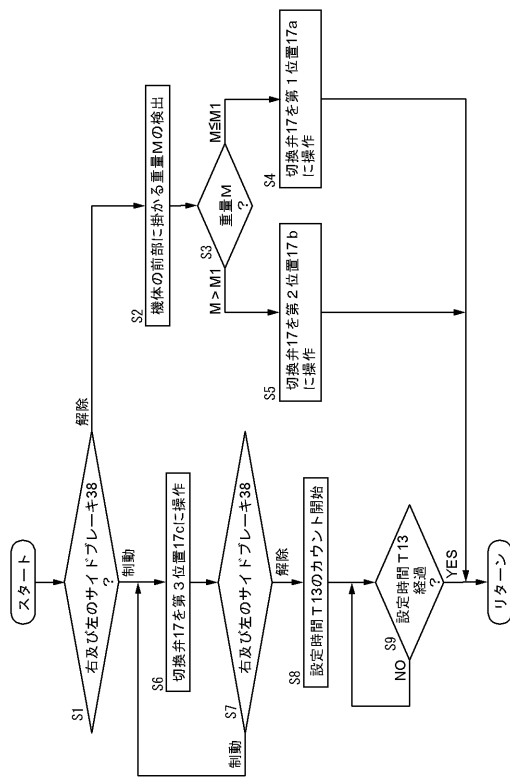 スタート
S1
右及び左のサイドブレーキ38
?
解除
制動
S2
機体の前部に掛かる重量Mの検出
S3
重量M
?
M＞M1
M≦M1
S4
切換弁17を第1位置17a
に操作
S5
切換弁17を第2位置17b
に操作
S6
切換弁17を第3位置17cに操作
S7
右及び左のサイドブレーキ38
?
制動
解除
S8
設定時間T13のカウント開始
S9
設定時間T13
経過
?
NO
YES
リターン